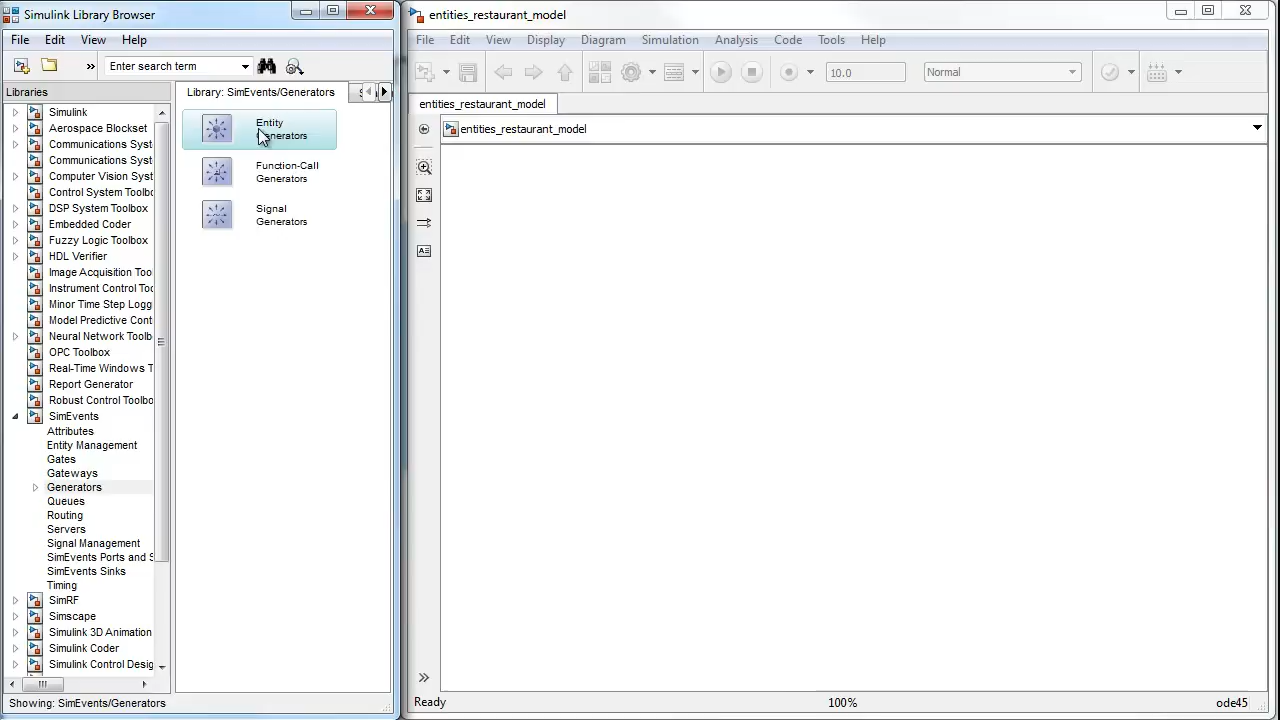 Simulink Library Browser
File Edit View Help
» Enter search term
Libraries
Library: SimEvents/Generators
Simulink
Aerospace Blockset
Communications Syst
Communications Syst
Computer Vision Syst
Control System Toolbo
DSP System Toolbox
Embedded Coder
Fuzzy Logic Toolbox
HDL Verifier
Image Acquisition Too
Instrument Control Too
Minor Time Step Logg
Model Predictive Cont
Neural Network Toolb
OPC Toolbox
Real-Time Windows T
Report Generator
Robust Control Toolbo
SimEvents
Attributes
Entity Management
Gates
Gateways
Generators
Queues
Routing
Servers
Signal Management
SimEvents Ports and S
SimEvents Sinks
Timing
SimRF
Simscape
Simulink 3D Animation
Simulink Coder
Simulink Control Desig
Entity
Generators
Function-Call
Generators
Signal
Generators
Showing: SimEvents/Generators
entities_restaurant_model
File Edit View Display Diagram Simulation Analysis Code Tools Help
10.0 Normal
entities_restaurant_model
entities_restaurant_model
»
Ready 100% ode45